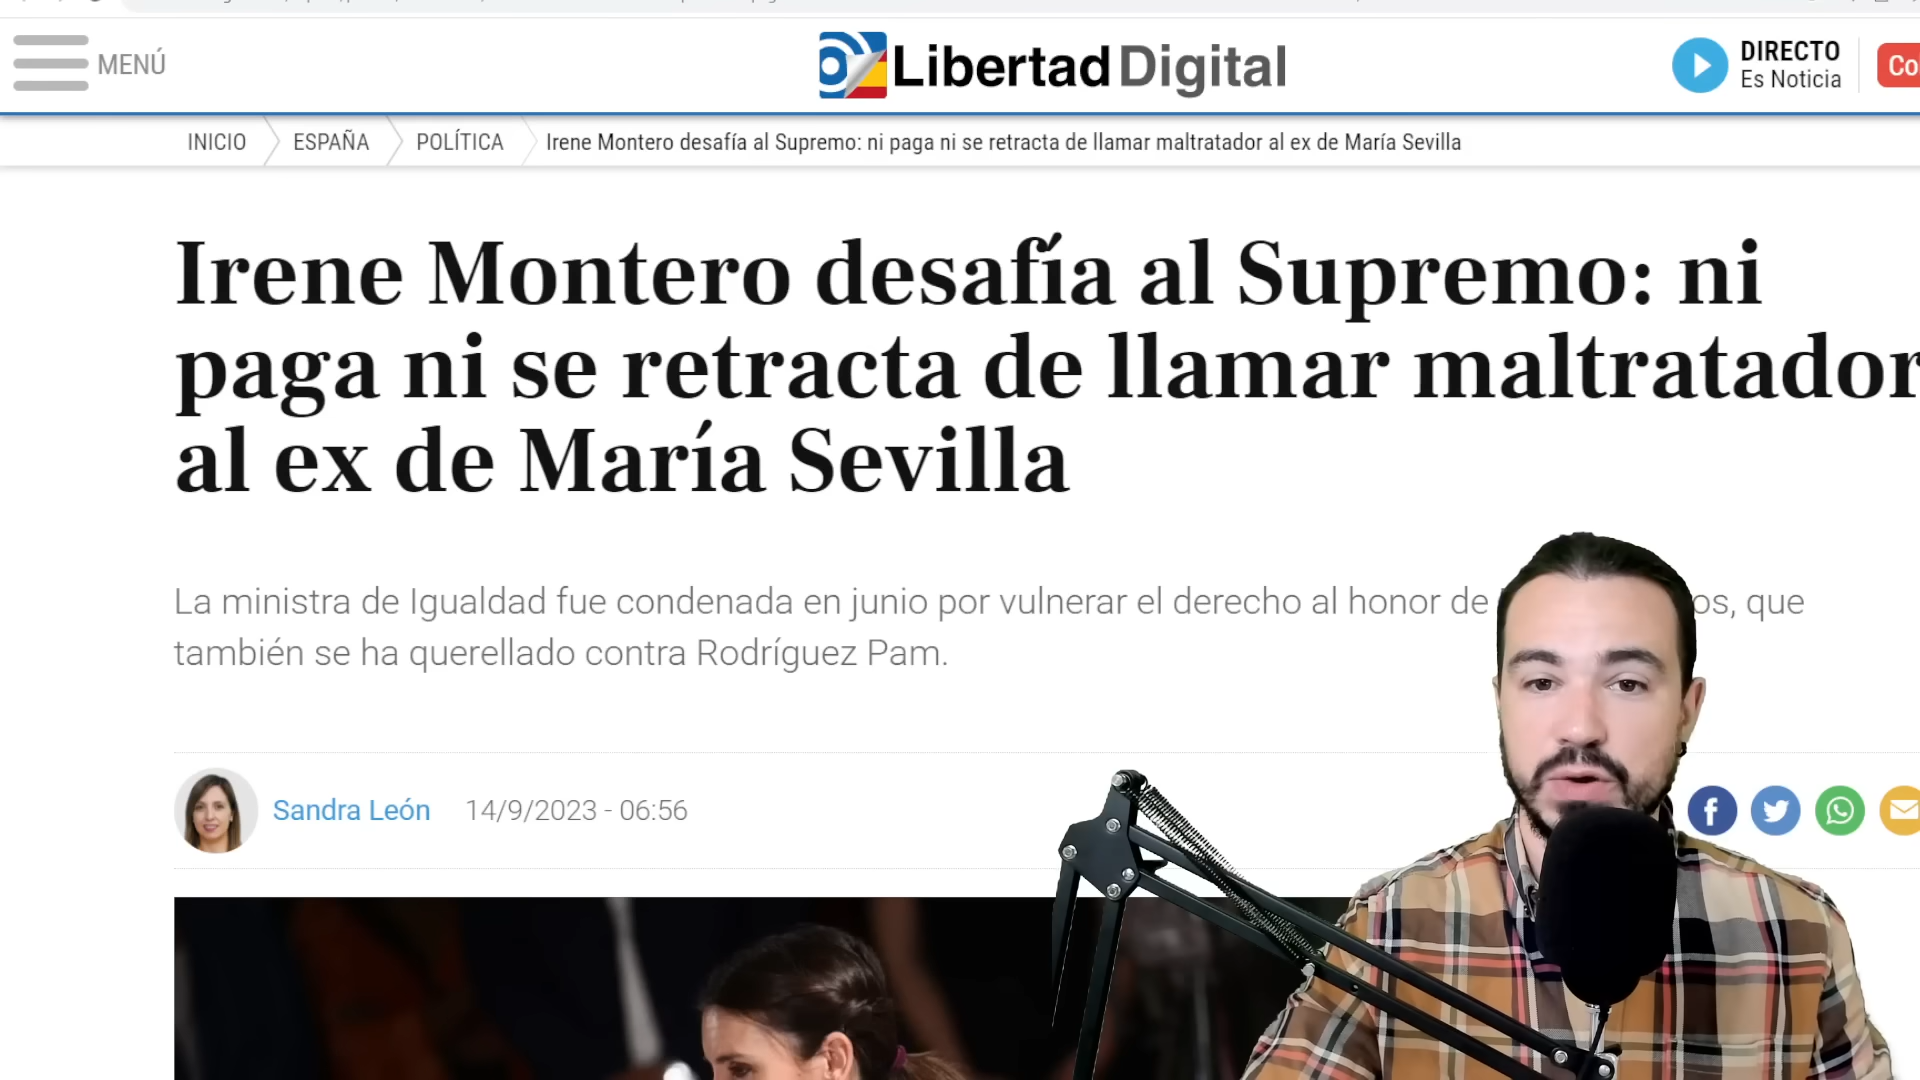 MENÚ
Libertad Digital
DIRECTO
Es Noticia
Co
INICIO
ESPAÑA
POLÍTICA
Irene Montero desafía al Supremo: ni paga ni se retracta de llamar maltratador al ex de María Sevilla
Irene Montero desafía al Supremo: ni
paga ni se retracta de llamar maltratador
al ex de María Sevilla
La ministra de Igualdad fue condenada en junio por vulnerar el derecho al honor de os, que
también se ha querellado contra Rodríguez Pam.
Sandra León
14/9/2023 - 06:56